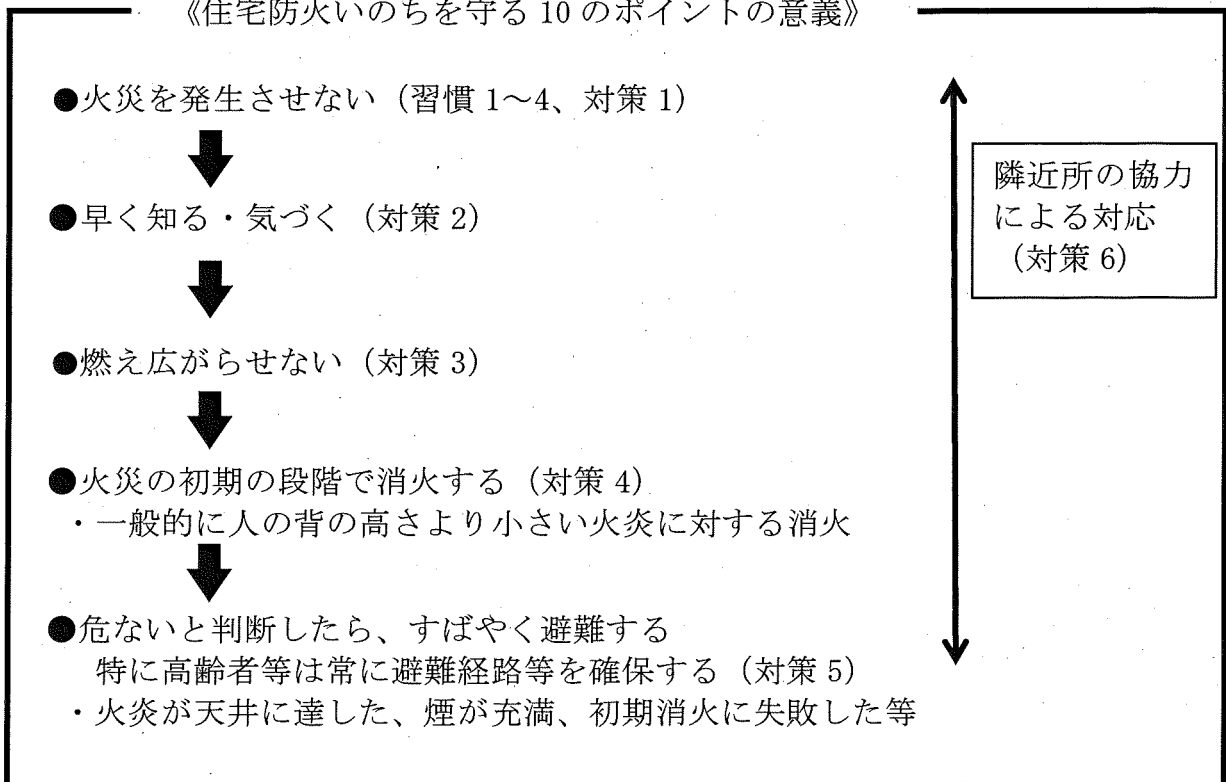 《住宅防火いのちを守る 10 のポイントの意義》
●火災を発生させない（習慣 1～4、対策 1）
●早く知る・気づく（対策 2）
●燃え広がらせない（対策 3）
●火災の初期の段階で消火する（対策 4）
・一般的に人の背の高さより小さい火炎に対する消火
●危ないと判断したら、すばやく避難する
特に高齢者等は常に避難経路等を確保する（対策 5）
・火炎が天井に達した、煙が充満、初期消火に失敗した等
隣近所の協力
による対応
（対策 6）